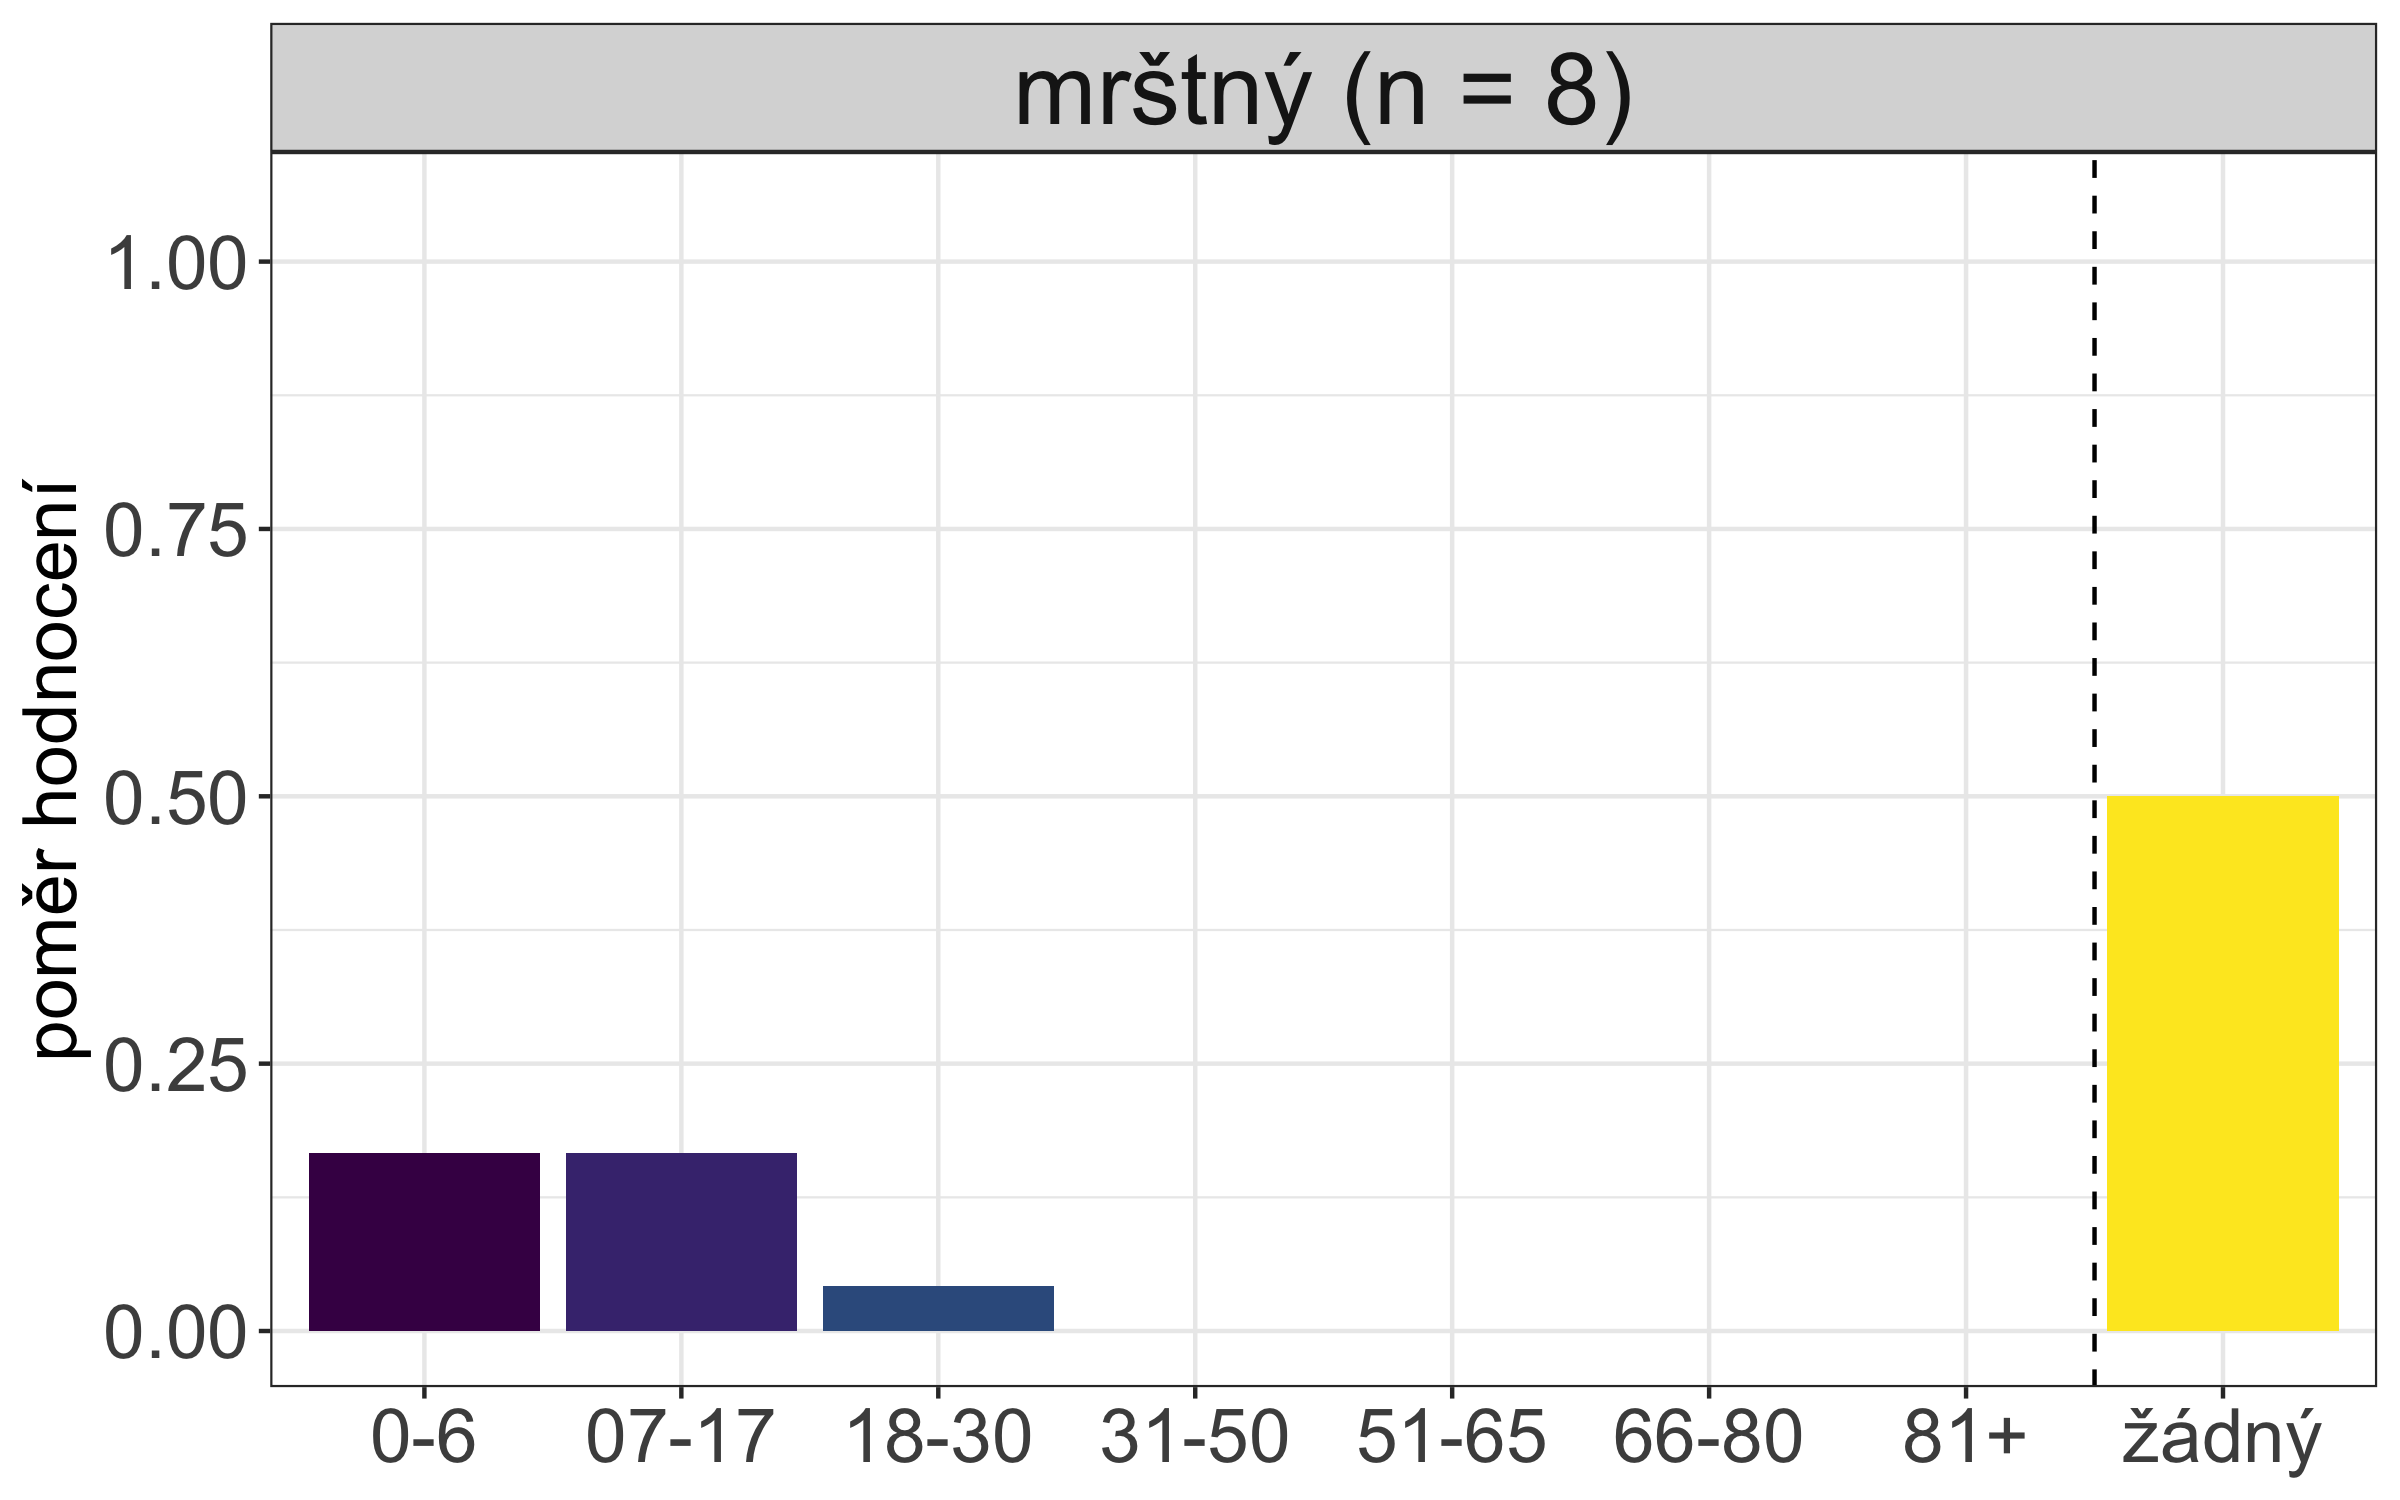 mrštný (n = 8)
poměr hodnocení
1.00
0.75
0.50
0.25
0.00
0-6 07-17 18-30 31-50 51-65 66-80 81+ žádný